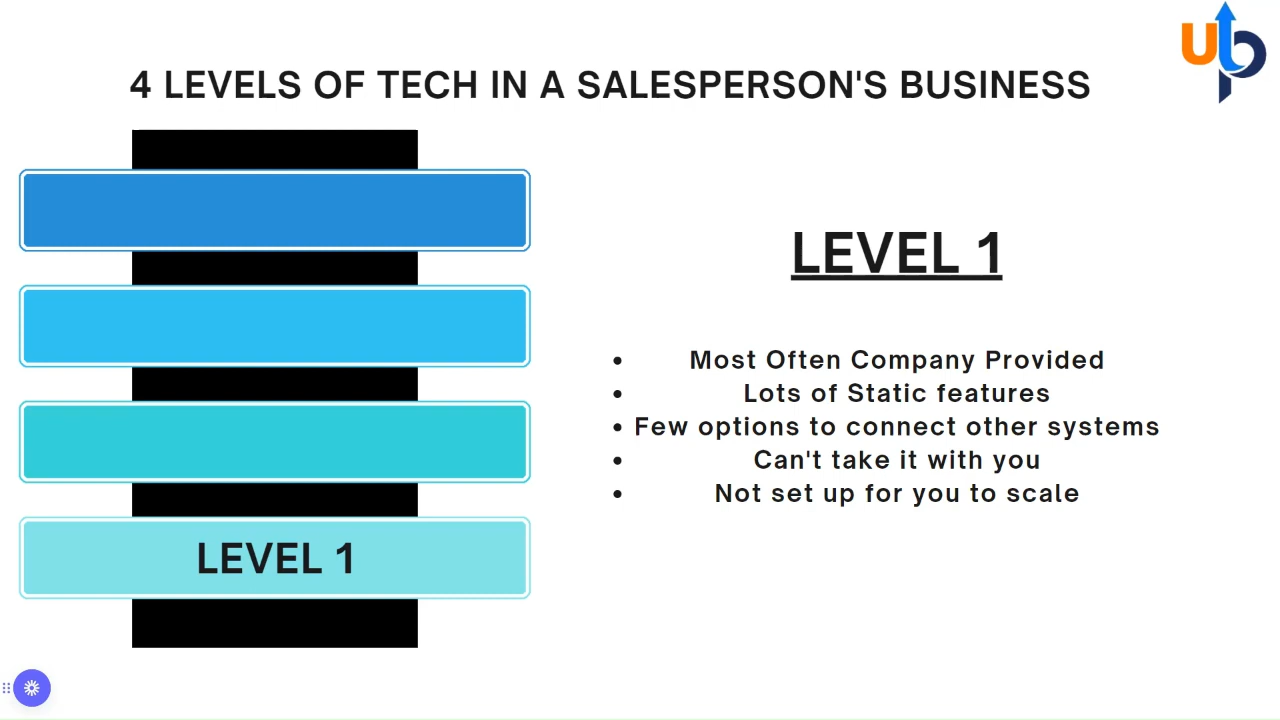 4 LEVELS OF TECH IN A SALESPERSON'S BUSINESS
LEVEL 1
• Most Often Company Provided
• Lots of Static features
• Few options to connect other systems
• Can't take it with you
• Not set up for you to scale
LEVEL 1